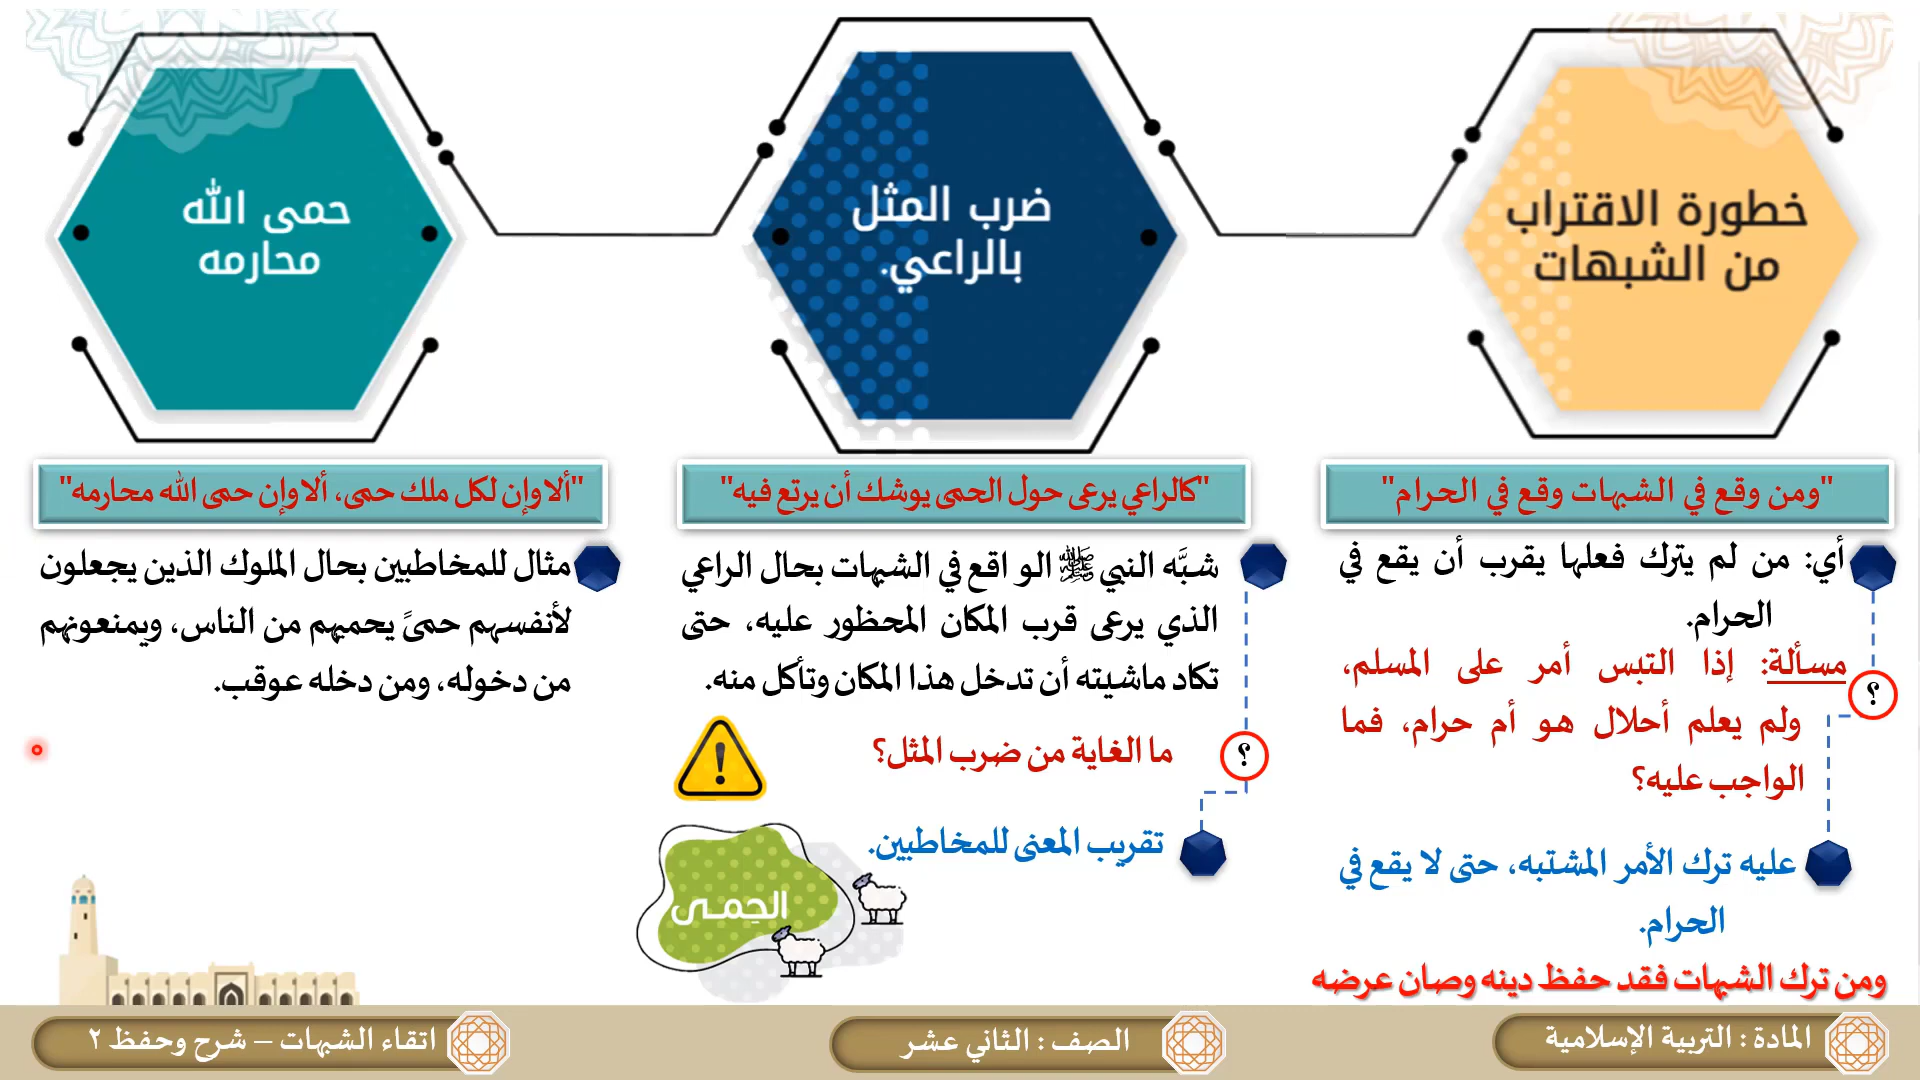 خطورة الاقتراب
من الشبهات
"ومن وقع في الشبهات وقع في الحرام"
أي: من لم يترك فعلها يقرب أن يقع في
الحرام.
؟
مسألة: إذا التبس أمر على المسلم،
ولم يعلم أحلال هو أم حرام، فما
الواجب عليه؟
عليه ترك الأمر المشتبه، حتى لا يقع في
الحرام.
ومن ترك الشبهات فقد حفظ دينه وصان عرضه
ضرب المثل
بالراعي.
"كالراعي يرعى حول الحمى يوشك أن يرتع فيه"
شبَّه النبي ﷺ الواقع في الشبهات بحال الراعي
الذي يرعى قرب المكان المحظور عليه، حتى
تكاد ماشيته أن تدخل هذا المكان وتأكل منه.
؟
ما الغاية من ضرب المثل؟
تقريب المعنى للمخاطبين.
الحِمـى
حمى الله
محارمه
"ألا وإن لكل ملك حمى، ألا وإن حمى الله محارمه"
مثال للمخاطبين بحال الملوك الذين يجعلون
لأنفسهم حمىً يحميهم من الناس، ويمنعونهم
من دخوله، ومن دخله عوقب.
المادة : التربية الإسلامية
الصف : الثاني عشر
اتقاء الشبهات – شرح وحفظ ٢